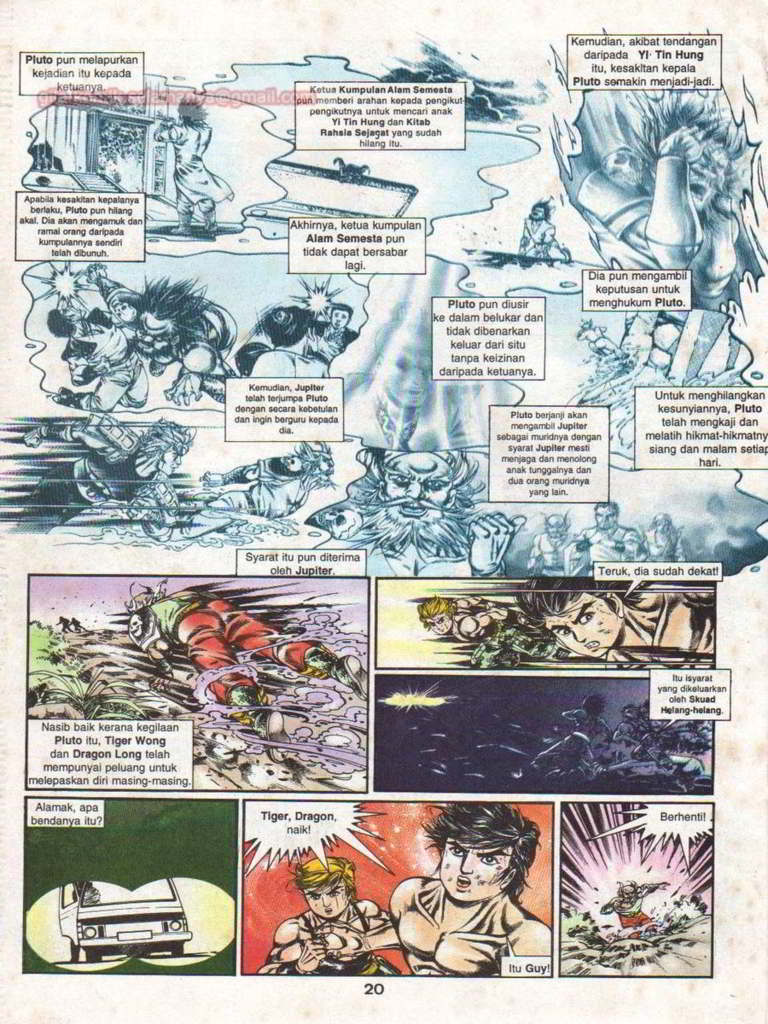 Pluto pun melapurkan
kejadian itu kepada
ketuanya.
Ketua Kumpulan Alam Semesta
pun memberi arahan kepada pengikut-
pengikutnya untuk mencari anak
Yi Tin Hung dan Kitab
Rahsia Sejagat yang sudah
hilang itu.
Kemudian, akibat tendangan
daripada YI Tin Hung
itu, kesakitan kepala
Pluto semakin menjadi-jadi.
Apabila kesakitan kepalanya
berlaku, Pluto pun hilang
akal. Dia akan mengamuk dan
ramai orang daripada
kumpulannya sendiri
telah dibunuh.
Akhirnya, ketua kumpulan
Alam Semesta pun
tidak dapat bersabar
lagi.
Dia pun mengambil
keputusan untuk
menghukum Pluto.
Pluto pun diusir
ke dalam belukar dan
tidak dibenarkan
keluar dari situ
tanpa keizinan
daripada ketuanya.
Untuk menghilangkan
kesunyiannya, Pluto
telah mengkaji dan
melatih hikmat-hikmatny
siang dan malam setiap
hari.
Kemudian, Jupiter
telah terjumpa Pluto
dengan secara kebetulan
dan ingin berguru kepada
dia.
Pluto berjanji akan
mengambil Jupiter
sebagai muridnya dengan
syarat Jupiter mesti
menjaga dan menolong
anak tunggalnya dan
dua orang muridnya
yang lain.
Syarat itu pun diterima
oleh Jupiter.
Nasib baik kerana kegilaan
Pluto itu, Tiger Wong
dan Dragon Long telah
mempunyai peluang untuk
melepaskan diri masing-masing.
Teruk, dia sudah dekat!
Itu isyarat
yang dikeluarkan
oleh Skuad
Helang-helang.
Alamak, apa
bendanya itu?
Tiger, Dragon,
naik!
Itu Guy!
Berhenti!
20